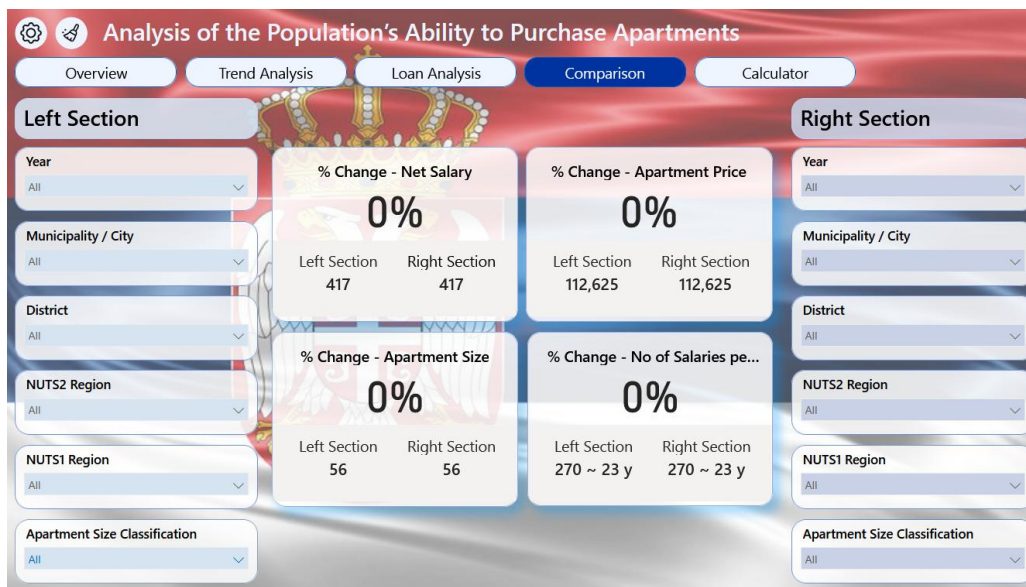 Analysis of the Population's Ability to Purchase Apartments
Overview
Trend Analysis
Loan Analysis
Comparison
Calculator
Left Section
Year
All
Municipality / City
All
District
All
NUTS2 Region
All
NUTS1 Region
All
Apartment Size Classification
All
% Change - Net Salary
0%
Left Section Right Section
417 417
% Change - Apartment Price
0%
Left Section Right Section
112,625 112,625
% Change - Apartment Size
0%
Left Section Right Section
56 56
% Change - No of Salaries pe...
0%
Left Section Right Section
270 ~ 23 y 270 ~ 23 y
Right Section
Year
All
Municipality / City
All
District
All
NUTS2 Region
All
NUTS1 Region
All
Apartment Size Classification
All